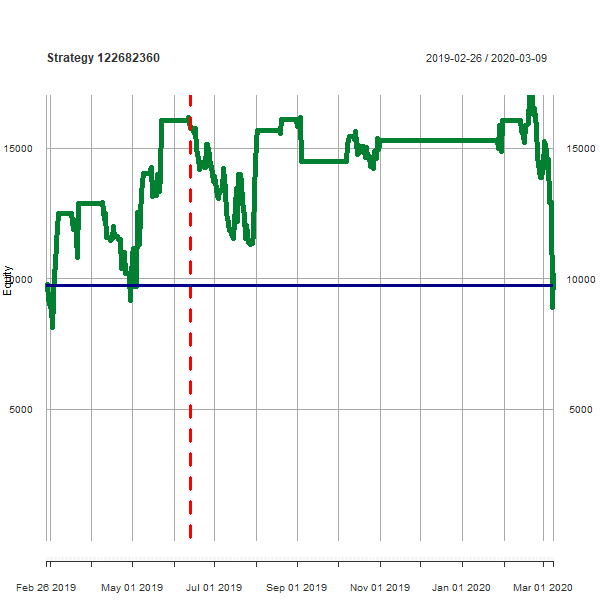 Strategy 122682360
2019-02-26 / 2020-03-09
15000
15000
10000
10000
5000
5000
Equity
Feb 26 2019
May 01 2019
Jul 01 2019
Sep 01 2019
Nov 01 2019
Jan 01 2020
Mar 01 2020